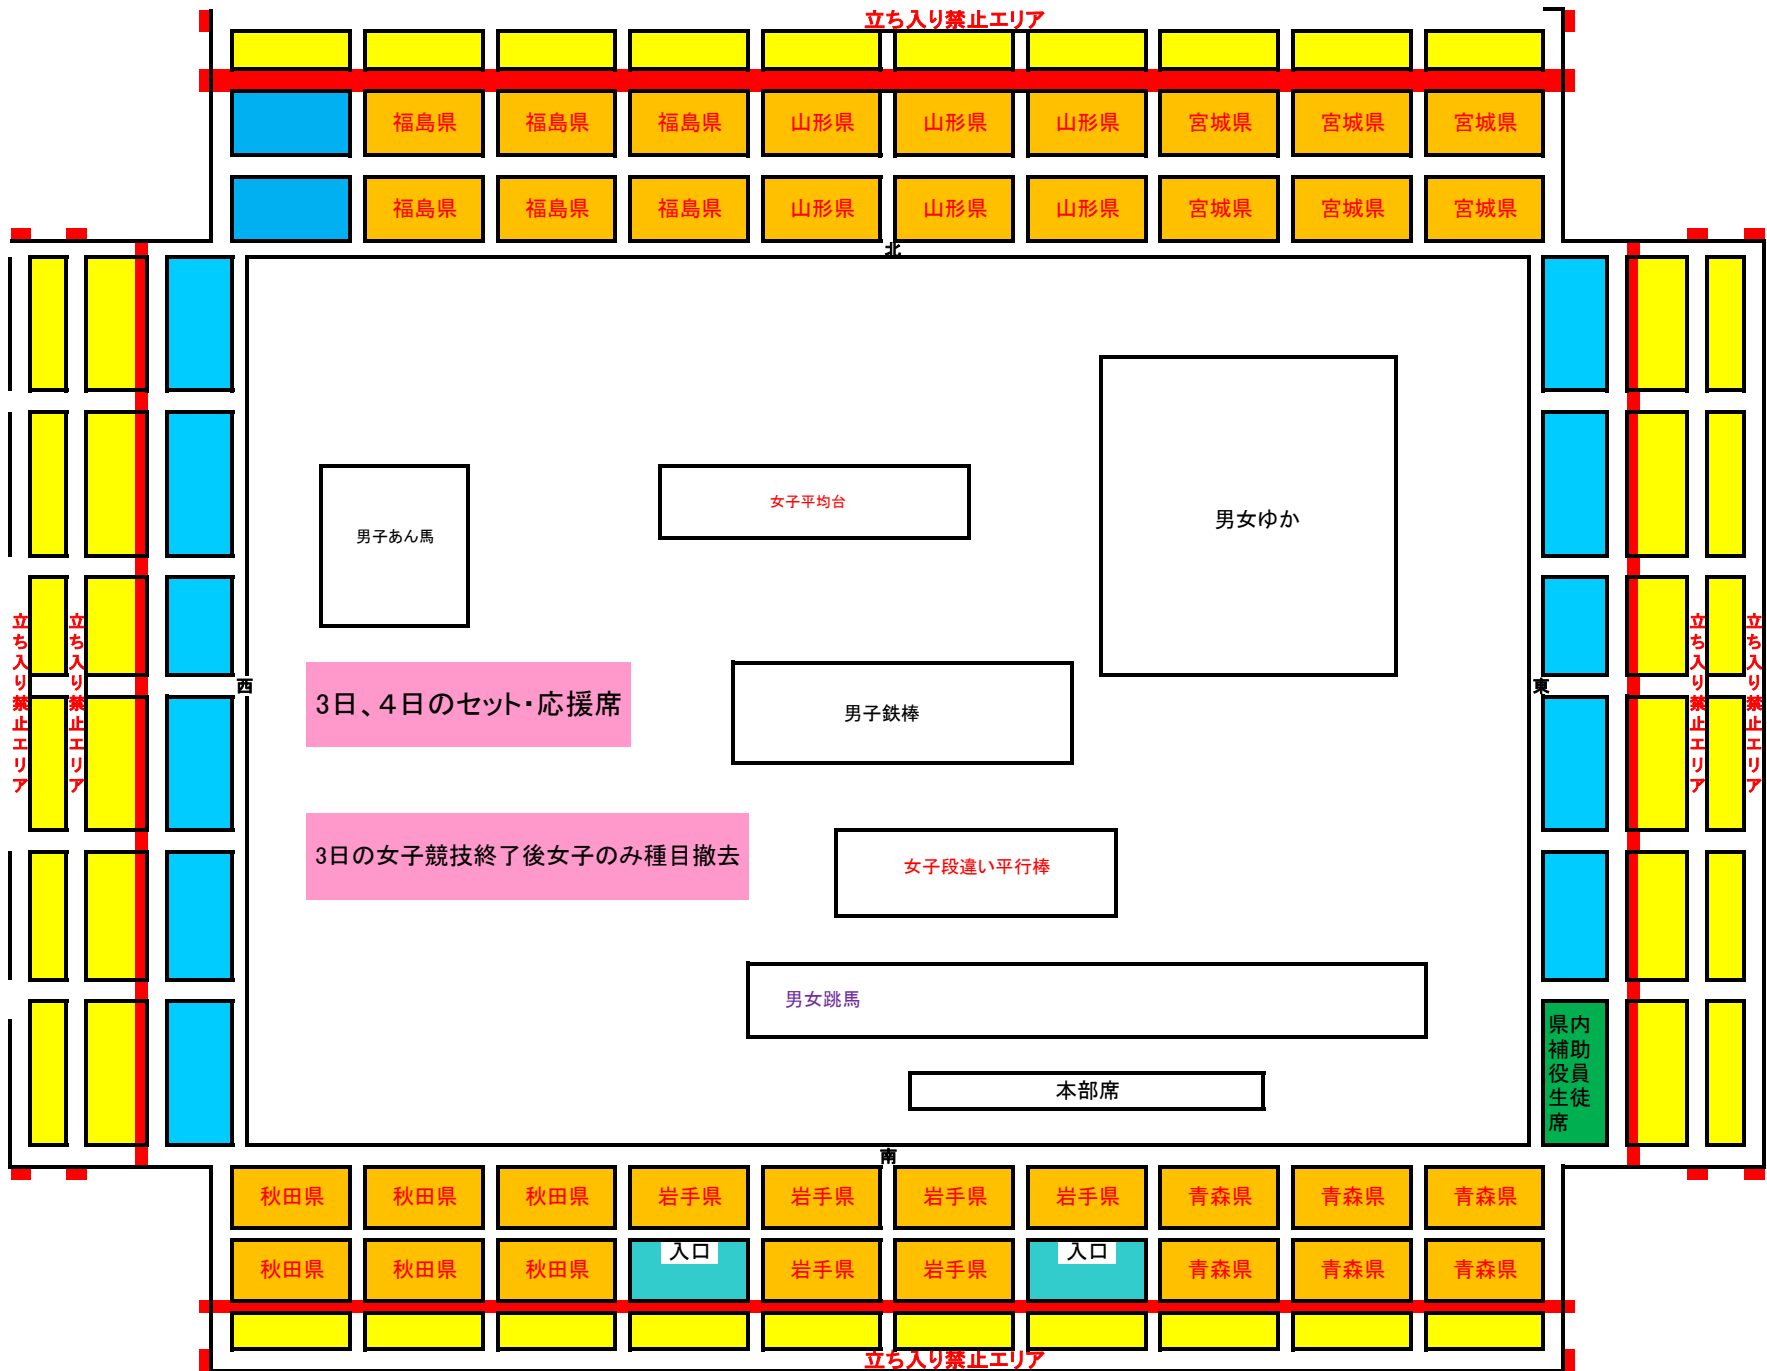 立ち入り禁止エリア
福島県 福島県 福島県 山形県 山形県 山形県 宮城県 宮城県 宮城県
福島県 福島県 福島県 山形県 山形県 山形県 宮城県 宮城県 宮城県
北
女子平均台
男女ゆか
男子あん馬
立ち入り禁止エリア
立ち入り禁止エリア
西
3日、４日のセット・応援席
男子鉄棒
東
立ち入り禁止エリア
立ち入り禁止エリア
3日の女子競技終了後女子のみ種目撤去
女子段違い平行棒
男女跳馬
県内
補助
役員
生徒
席
本部席
南
秋田県 秋田県 秋田県 岩手県 岩手県 岩手県 岩手県 青森県 青森県 青森県
秋田県 秋田県 秋田県 入口 岩手県 岩手県 入口 青森県 青森県 青森県
立ち入り禁止エリア